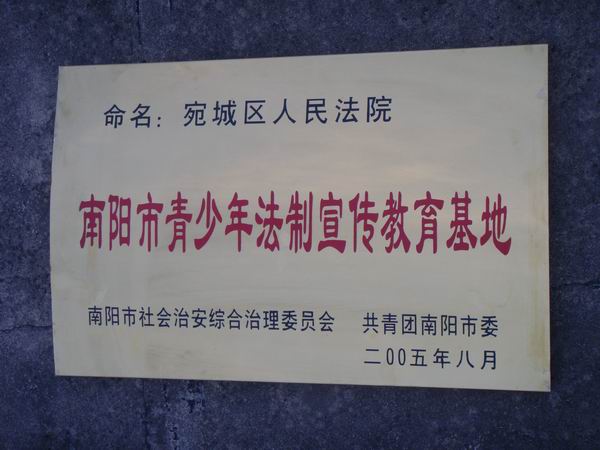 命名：宛城区人民法院
南阳市青少年法制宣传教育基地
南阳市社会治安综合治理委员会 共青团南阳市委
二00五年八月